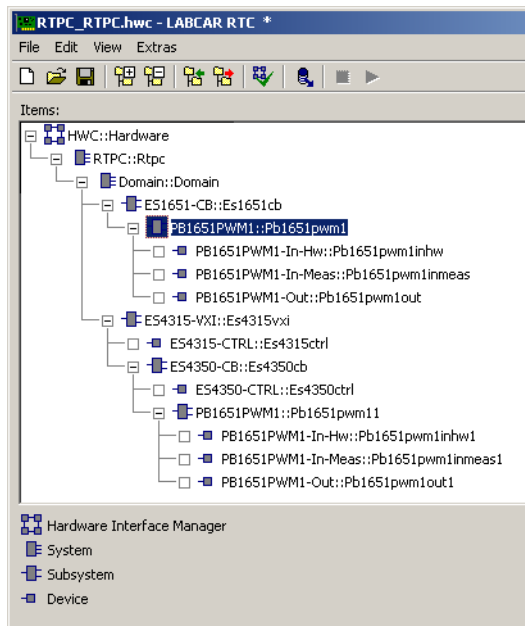 RTPC_RTPC.hwc - LABCAR RTC *
File Edit View Extras
Items:
HWC::Hardware
RTPC::Rtpc
Domain::Domain
ES1651-CB::Es1651cb
PB1651PWM1::Pb1651pwm1
PB1651PWM1-In-Hw::Pb1651pwm1inhw
PB1651PWM1-In-Meas::Pb1651pwm1inmeas
PB1651PWM1-Out::Pb1651pwm1out
ES4315-VXI::Es4315vxi
ES4315-CTRL::Es4315ctrl
ES4350-CB::Es4350cb
ES4350-CTRL::Es4350ctrl
PB1651PWM1::Pb1651pwm11
PB1651PWM1-In-Hw::Pb1651pwm1inhw1
PB1651PWM1-In-Meas::Pb1651pwm1inmeas1
PB1651PWM1-Out::Pb1651pwm1out1
Hardware Interface Manager
System
Subsystem
Device